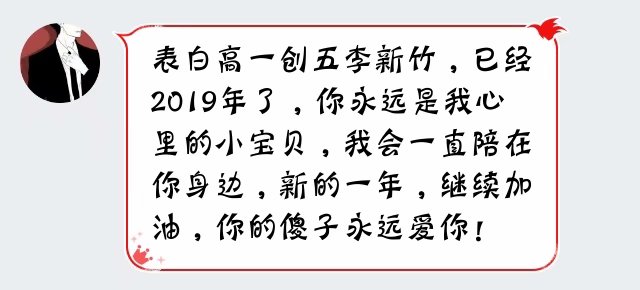 表白高一创五李新竹，已经
2019年了，你永远是我心
里的小宝贝，我会一直陪在
你身边，新的一年，继续加
油，你的傻子永远爱你！